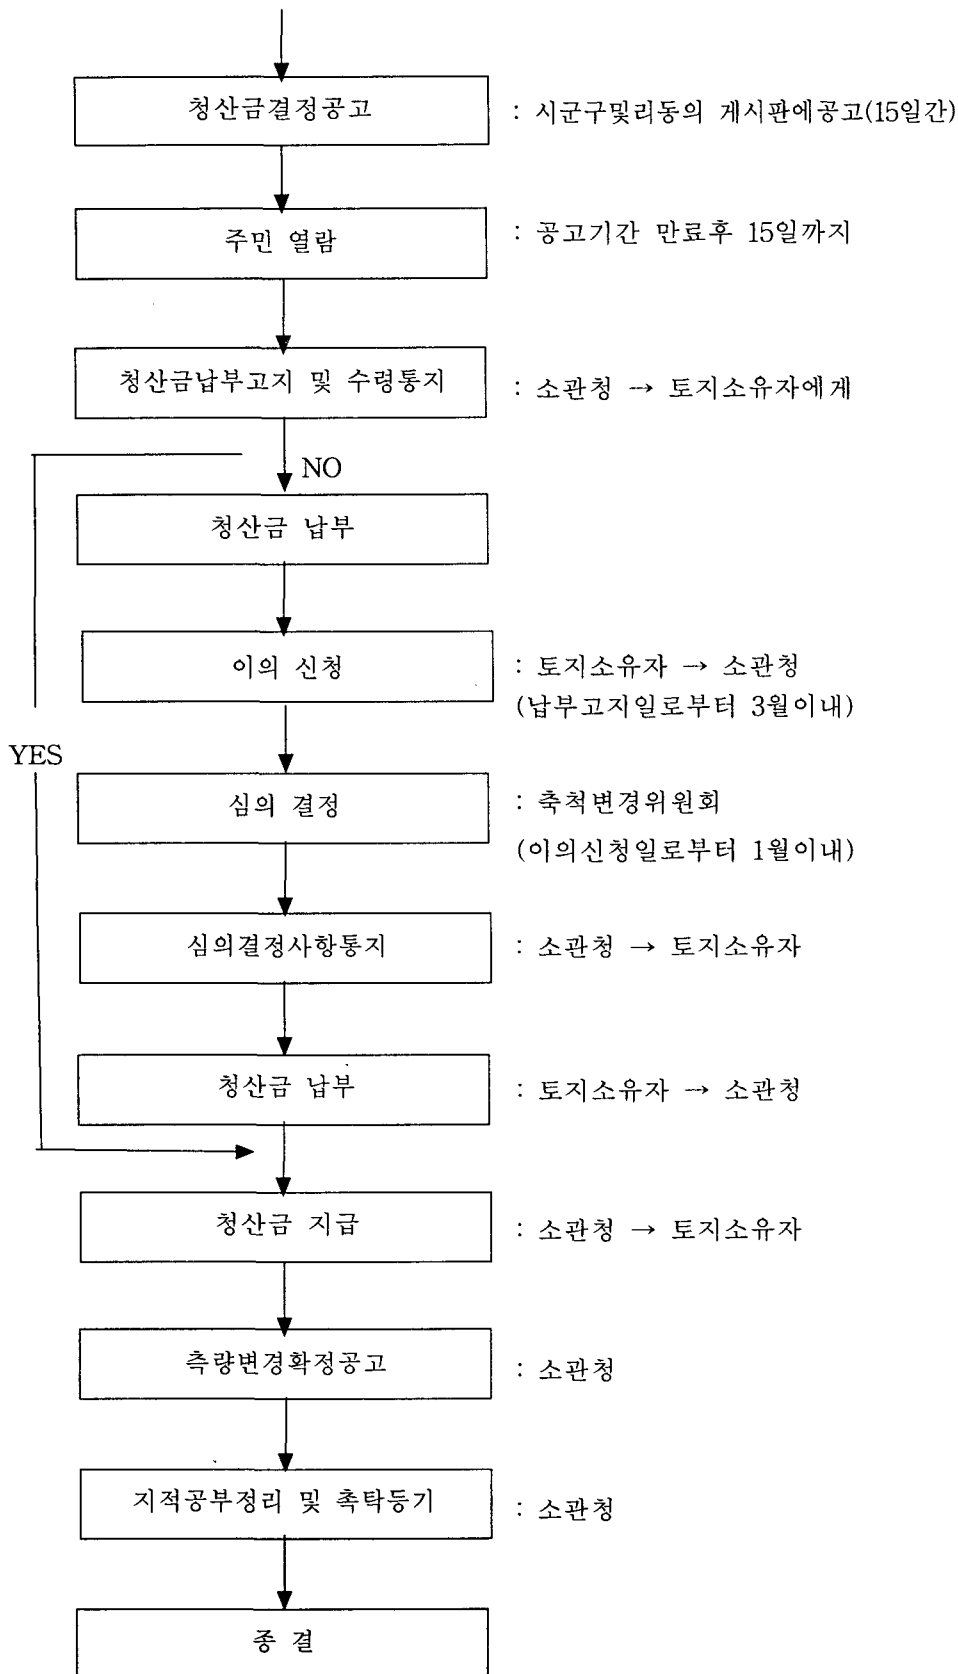 청산금결정공고
: 시군구및리동의 게시판에공고(15일간)
주민 열람
: 공고기간 만료후 15일까지
청산금납부고지 및 수령통지
: 소관청 → 토지소유자에게
NO
청산금 납부
이의 신청
: 토지소유자 → 소관청
(납부고지일로부터 3월이내)
YES
심의 결정
: 축척변경위원회
(이의신청일로부터 1월이내)
심의결정사항통지
: 소관청 → 토지소유자
청산금 납부
: 토지소유자 → 소관청
청산금 지급
: 소관청 → 토지소유자
측량변경확정공고
: 소관청
지적공부정리 및 촉탁등기
: 소관청
종 결